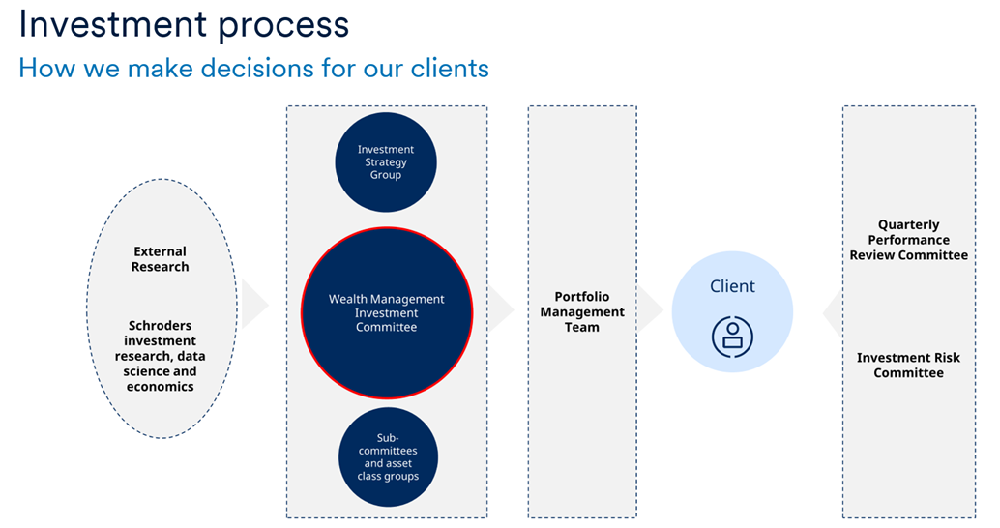 Investment process
How we make decisions for our clients
External
Research
Schroders
investment
research, data
science and
economics
Investment
Strategy
Group
Wealth Management
Investment
Committee
Sub-
committees
and asset
class groups
Portfolio
Management
Team
Client
Quarterly
Performance
Review Committee
Investment Risk
Committee